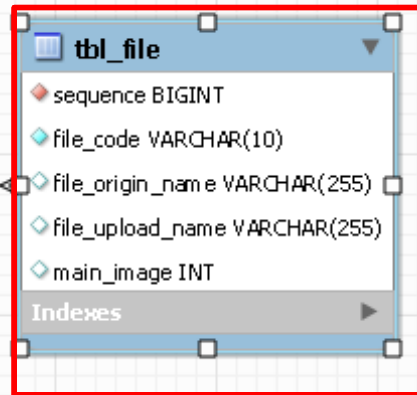 tbl_file
sequence BIGINT
file_code VARCHAR(10)
file_origin_name VARCHAR(255)
file_upload_name VARCHAR(255)
main_image INT
Indexes